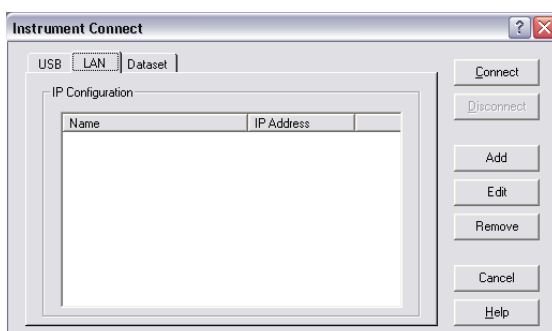 Instrument Connect
USB LAN Dataset
IP Configuration
Name IP Address
Connect
Disconnect
Add
Edit
Remove
Cancel
Help